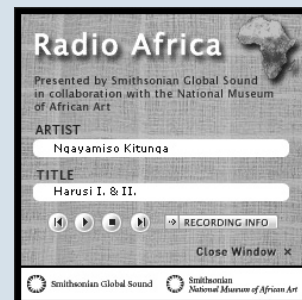 Radio Africa
Presented by Smithsonian Global Sound
in collaboration with the National Museum
of African Art
ARTIST
Ngayamiso Kitunga
TITLE
Harusi I. & II.
RECORDING INFO
Close Window ×
Smithsonian Global Sound
Smithsonian
National Museum of African Art